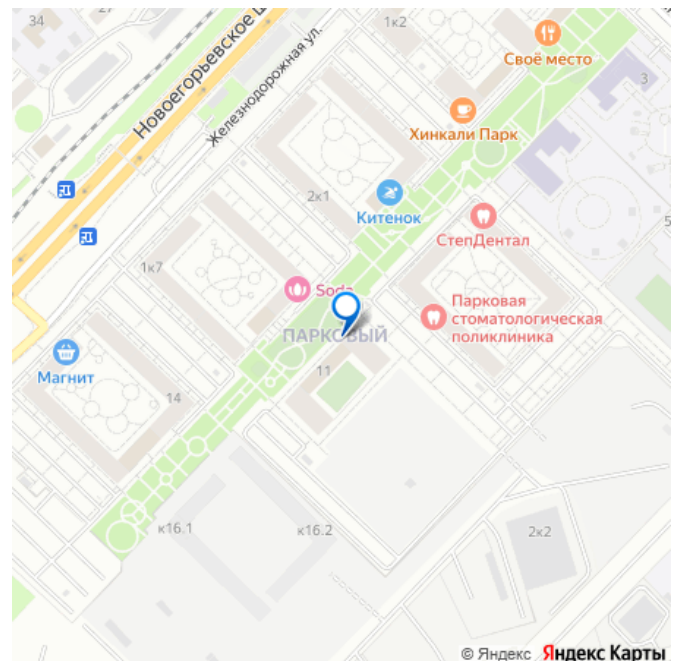 34
27
1к2
Своё место
3
Новоегорьевское ш
Железнодорожная ул.
Хинкали Парк
2к1
Китенок
СтепДентал
5
1к7
Soda
Парковая
стоматологическая
поликлиника
ПАРКОВЫЙ
Магнит
11
14
к16.1
к16.2
2к2
© Яндекс Яндекс Карты